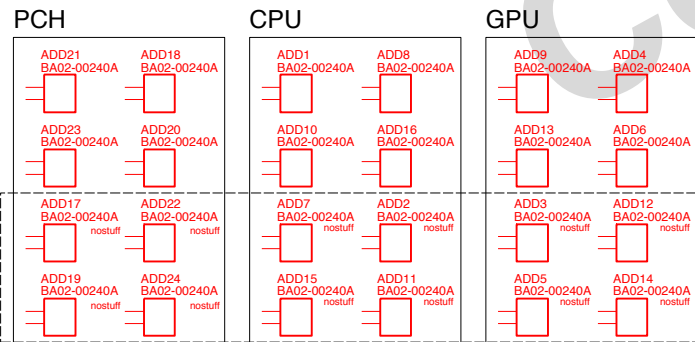 PCH CPU GPU
ADD21 ADD18 ADD1 ADD8 ADD9 ADD4
BA02-00240A BA02-00240A BA02-00240A BA02-00240A BA02-00240A BA02-00240A
ADD23 ADD20 ADD10 ADD16 ADD13 ADD6
BA02-00240A BA02-00240A BA02-00240A BA02-00240A BA02-00240A BA02-00240A
ADD17 ADD22 ADD7 ADD2 ADD3 ADD12
BA02-00240A BA02-00240A BA02-00240A BA02-00240A BA02-00240A BA02-00240A
nostuff nostuff nostuff nostuff nostuff nostuff
ADD19 ADD24 ADD15 ADD11 ADD5 ADD14
BA02-00240A BA02-00240A BA02-00240A BA02-00240A BA02-00240A BA02-00240A
nostuff nostuff nostuff nostuff nostuff nostuff